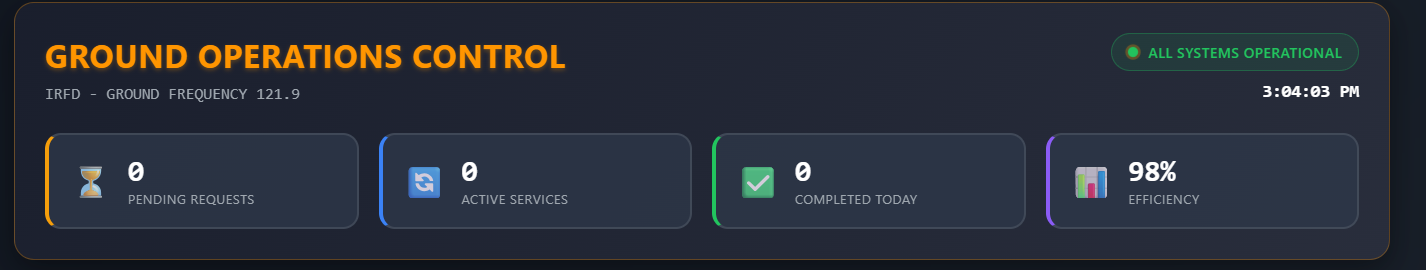 GROUND OPERATIONS CONTROL
ALL SYSTEMS OPERATIONAL
IRFD - GROUND FREQUENCY 121.9
3:04:03 PM
0
PENDING REQUESTS
0
ACTIVE SERVICES
0
COMPLETED TODAY
98%
EFFICIENCY